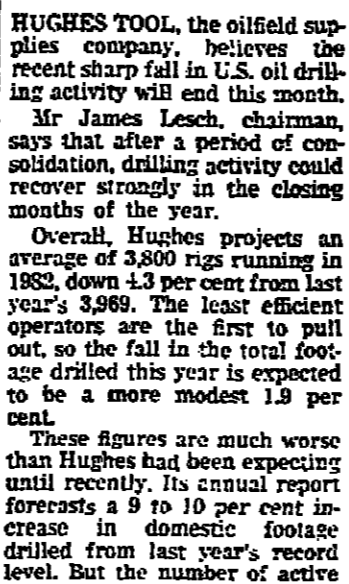 HUGHES TOOL, the oilfield sup-
plies company, believes the
recent sharp fall in U.S. oil drill-
ing activity will end this month.
Mr James Lesch, chairman,
says that after a period of con-
solidation, drilling activity could
recover strongly in the closing
months of the year.
Overall, Hughes projects an
average of 3,800 rigs running in
1982, down 4.3 per cent from last
year's 3,969. The least efficient
operators are the first to pull
out, so the fall in the total foot-
age drilled this year is expected
to be a more modest 1.9 per
cent.
These figures are much worse
than Hughes had been expecting
until recently. Its annual report
forecasts a 9 to 10 per cent in-
crease in domestic footage
drilled from last year's record
level. But the number of active